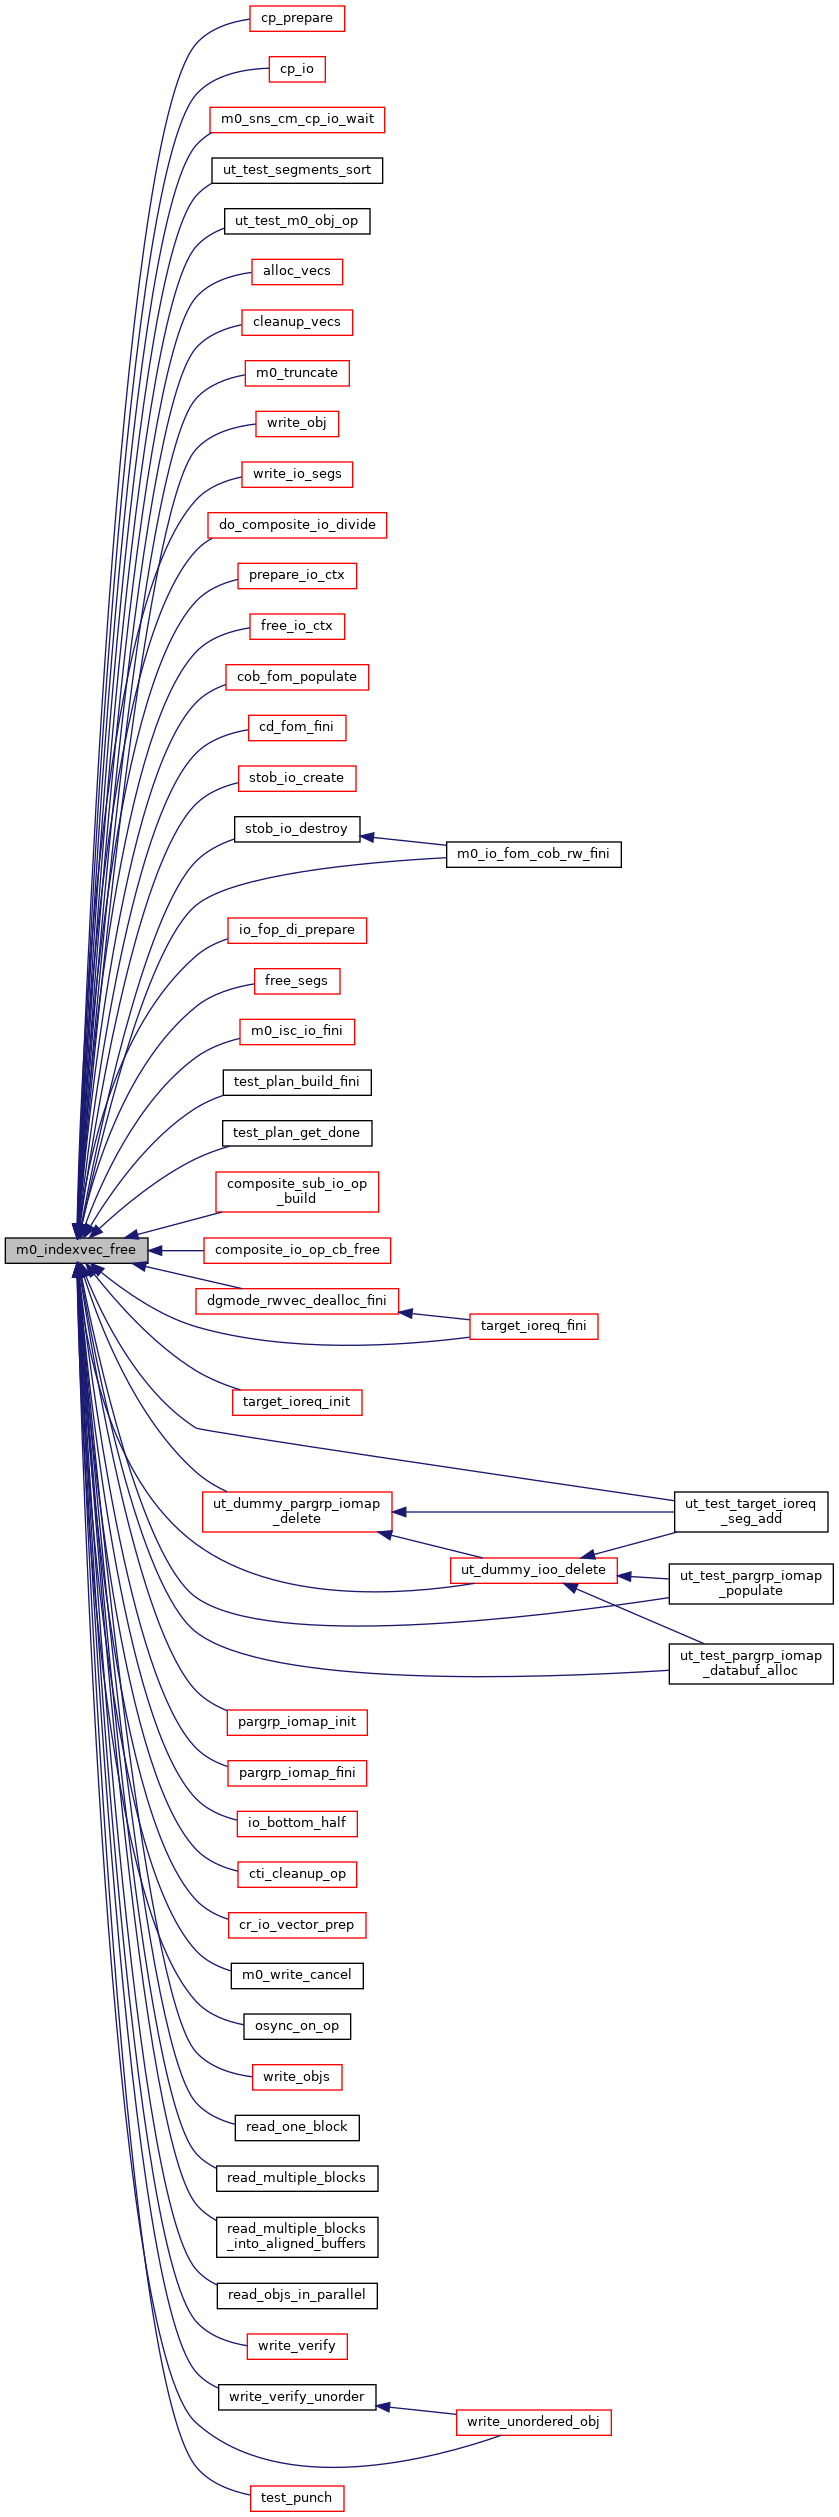 cp_prepare
cp_io
m0_sns_cm_cp_io_wait
ut_test_segments_sort
ut_test_m0_obj_op
alloc_vecs
cleanup_vecs
m0_truncate
write_obj
write_io_segs
do_composite_io_divide
prepare_io_ctx
free_io_ctx
cob_fom_populate
cd_fom_fini
stob_io_create
stob_io_destroy
m0_io_fom_cob_rw_fini
io_fop_di_prepare
free_segs
m0_isc_io_fini
test_plan_build_fini
test_plan_get_done
composite_sub_io_op
_build
m0_indexvec_free
composite_io_op_cb_free
dgmode_rwvec_dealloc_fini
target_ioreq_fini
target_ioreq_init
ut_dummy_pargrp_iomap
_delete
ut_test_target_ioreq
_seg_add
ut_dummy_ioo_delete
ut_test_pargrp_iomap
_populate
ut_test_pargrp_iomap
_databuf_alloc
pargrp_iomap_init
pargrp_iomap_fini
io_bottom_half
cti_cleanup_op
cr_io_vector_prep
m0_write_cancel
osync_on_op
write_objs
read_one_block
read_multiple_blocks
read_multiple_blocks
_into_aligned_buffers
read_objs_in_parallel
write_verify
write_verify_unorder
write_unordered_obj
test_punch